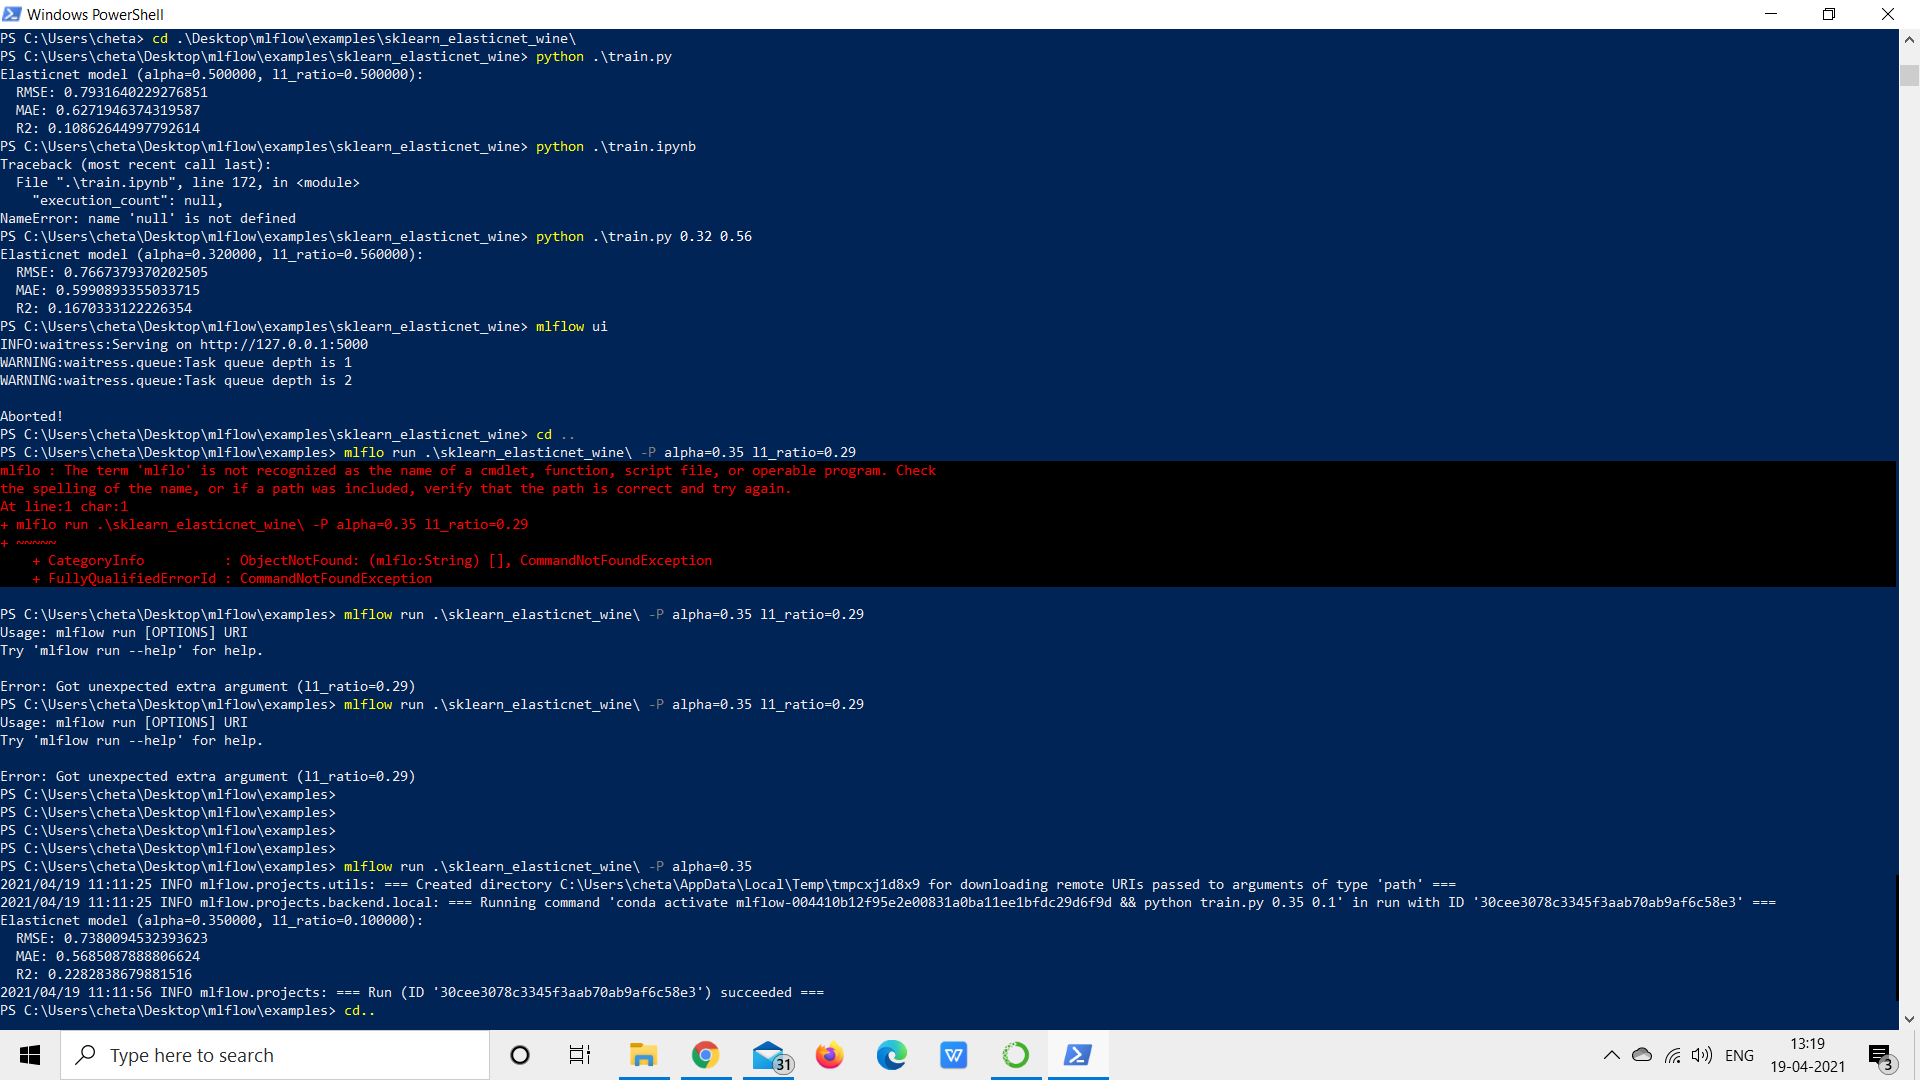 Windows PowerShell
PS C:\Users\cheta> cd .\Desktop\mlflow\examples\sklearn_elasticnet_wine\
PS C:\Users\cheta\Desktop\mlflow\examples\sklearn_elasticnet_wine> python .\train.py
Elasticnet model (alpha=0.500000, l1_ratio=0.500000):
  RMSE: 0.7931640229276851
  MAE: 0.6271946374319587
  R2: 0.10862644997792614
PS C:\Users\cheta\Desktop\mlflow\examples\sklearn_elasticnet_wine> python .\train.ipynb
Traceback (most recent call last):
  File ".\train.ipynb", line 172, in <module>
    "execution_count": null,
NameError: name 'null' is not defined
PS C:\Users\cheta\Desktop\mlflow\examples\sklearn_elasticnet_wine> python .\train.py 0.32 0.56
Elasticnet model (alpha=0.320000, l1_ratio=0.560000):
  RMSE: 0.7667379370202505
  MAE: 0.5990893355033715
  R2: 0.1670333122226354
PS C:\Users\cheta\Desktop\mlflow\examples\sklearn_elasticnet_wine> mlflow ui
INFO:waitress:Serving on http://127.0.0.1:5000
WARNING:waitress.queue:Task queue depth is 1
WARNING:waitress.queue:Task queue depth is 2
Aborted!
PS C:\Users\cheta\Desktop\mlflow\examples\sklearn_elasticnet_wine> cd ..
PS C:\Users\cheta\Desktop\mlflow\examples> mlflo run .\sklearn_elasticnet_wine\ -P alpha=0.35 l1_ratio=0.29
mlflo : The term 'mlflo' is not recognized as the name of a cmdlet, function, script file, or operable program. Check
the spelling of the name, or if a path was included, verify that the path is correct and try again.
At line:1 char:1
+ mlflo run .\sklearn_elasticnet_wine\ -P alpha=0.35 l1_ratio=0.29
+ ~~~~~
    + CategoryInfo          : ObjectNotFound: (mlflo:String) [], CommandNotFoundException
    + FullyQualifiedErrorId : CommandNotFoundException
PS C:\Users\cheta\Desktop\mlflow\examples> mlflow run .\sklearn_elasticnet_wine\ -P alpha=0.35 l1_ratio=0.29
Usage: mlflow run [OPTIONS] URI
Try 'mlflow run --help' for help.
Error: Got unexpected extra argument (l1_ratio=0.29)
PS C:\Users\cheta\Desktop\mlflow\examples> mlflow run .\sklearn_elasticnet_wine\ -P alpha=0.35 l1_ratio=0.29
Usage: mlflow run [OPTIONS] URI
Try 'mlflow run --help' for help.
Error: Got unexpected extra argument (l1_ratio=0.29)
PS C:\Users\cheta\Desktop\mlflow\examples>
PS C:\Users\cheta\Desktop\mlflow\examples>
PS C:\Users\cheta\Desktop\mlflow\examples>
PS C:\Users\cheta\Desktop\mlflow\examples>
PS C:\Users\cheta\Desktop\mlflow\examples> mlflow run .\sklearn_elasticnet_wine\ -P alpha=0.35
2021/04/19 11:11:25 INFO mlflow.projects.utils: === Created directory C:\Users\cheta\AppData\Local\Temp\tmpcxj1d8x9 for downloading remote URIs passed to arguments of type 'path' ===
2021/04/19 11:11:25 INFO mlflow.projects.backend.local: === Running command 'conda activate mlflow-004410b12f95e2e00831a0ba11ee1bfdc29d6f9d && python train.py 0.35 0.1' in run with ID '30cee3078c3345f3aab70ab9af6c58e3' ===
Elasticnet model (alpha=0.350000, l1_ratio=0.100000):
  RMSE: 0.7380094532393623
  MAE: 0.5685087888806624
  R2: 0.2282838679881516
2021/04/19 11:11:56 INFO mlflow.projects: === Run (ID '30cee3078c3345f3aab70ab9af6c58e3') succeeded ===
PS C:\Users\cheta\Desktop\mlflow\examples> cd..
Type here to search
31
W
ENG
13:19
19-04-2021
3